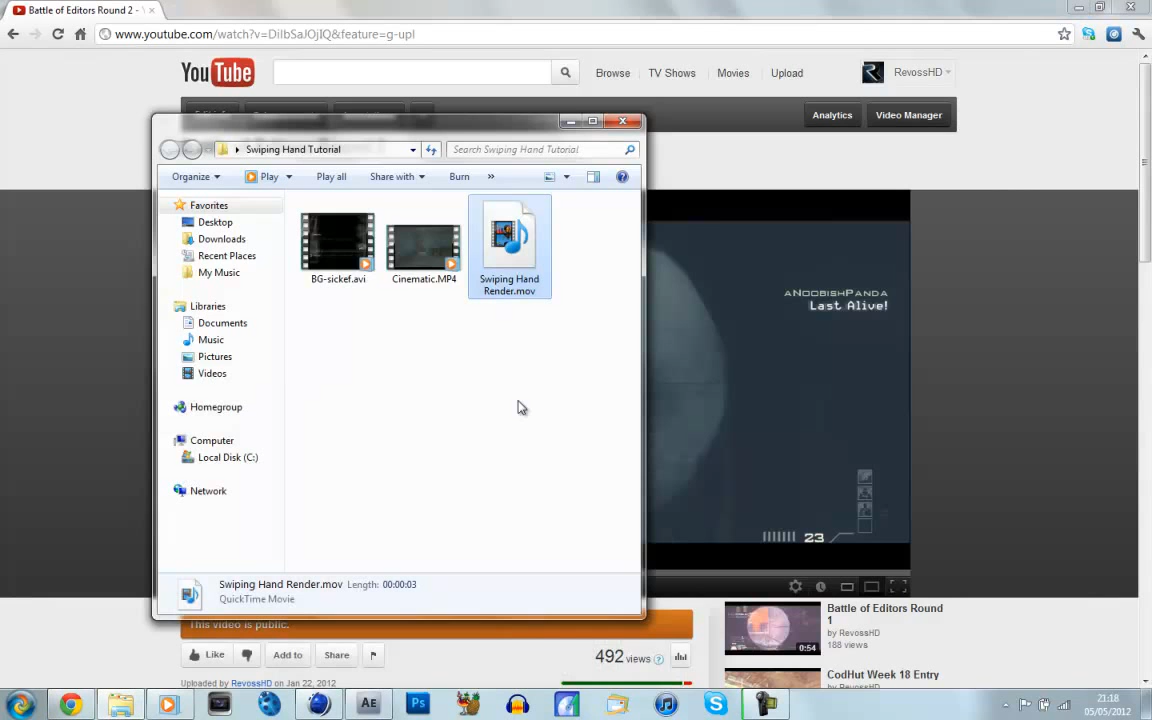 Battle of Editors Round 2 -
www.youtube.com/watch?v=DiIbSaJOjIQ&feature=g-upl
YouTube
Browse
TV Shows
Movies
Upload
RevossHD
Analytics
Video Manager
Swiping Hand Tutorial
Search Swiping Hand Tutorial
Organize
Play
Play all
Share with
Burn
»
Favorites
Desktop
Downloads
Recent Places
My Music
Libraries
Documents
Music
Pictures
Videos
Homegroup
Computer
Local Disk (C:)
Network
BG-sickef.avi
Cinematic.MP4
Swiping Hand
Render.mov
Swiping Hand Render.mov Length: 00:00:03
QuickTime Movie
aNoobishPanda
Last Alive!
23
This video is public.
Like
Add to
Share
492 views
Uploaded by RevossHD on Jan 22, 2012
Battle of Editors Round
1
by RevossHD
188 views
0:54
CodHut Week 18 Entry
AE
Ps
21:18
05/05/2012